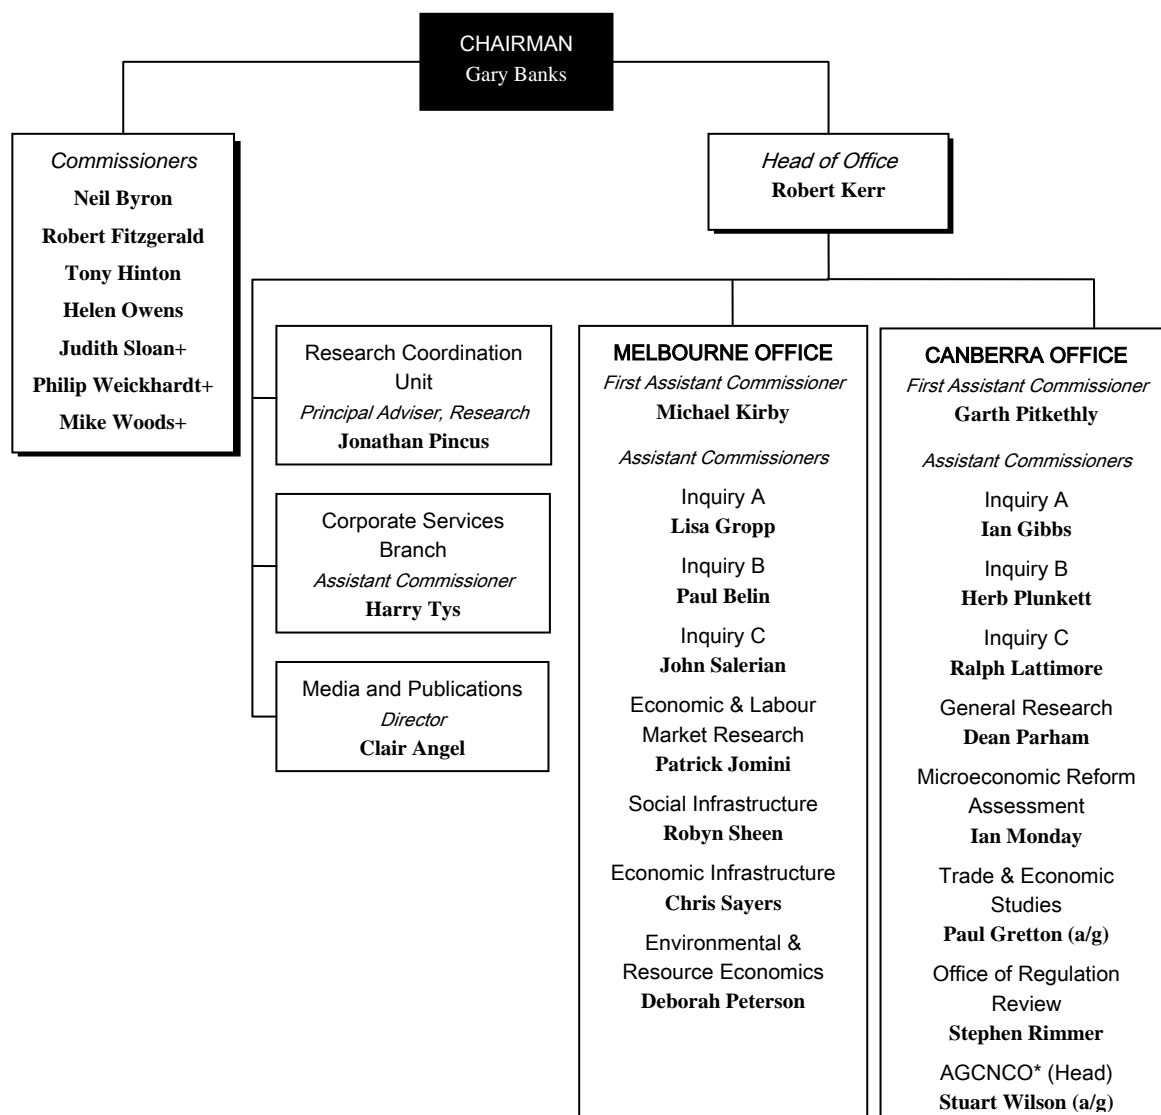 CHAIRMAN
Gary Banks
Commissioners
Neil Byron
Robert Fitzgerald
Tony Hinton
Helen Owens
Judith Sloan+
Philip Weickhardt+
Mike Woods+
Head of Office
Robert Kerr
Research Coordination
Unit
Principal Adviser, Research
Jonathan Pincus
Corporate Services
Branch
Assistant Commissioner
Harry Tys
Media and Publications
Director
Clair Angel
MELBOURNE OFFICE
First Assistant Commissioner
Michael Kirby
Assistant Commissioners
Inquiry A
Lisa Gropp
Inquiry B
Paul Belin
Inquiry C
John Salerian
Economic & Labour
Market Research
Patrick Jomini
Social Infrastructure
Robyn Sheen
Economic Infrastructure
Chris Sayers
Environmental &
Resource Economics
Deborah Peterson
CANBERRA OFFICE
First Assistant Commissioner
Garth Pitkethly
Assistant Commissioners
Inquiry A
Ian Gibbs
Inquiry B
Herb Plunkett
Inquiry C
Ralph Lattimore
General Research
Dean Parham
Microeconomic Reform
Assessment
Ian Monday
Trade & Economic
Studies
Paul Gretton (a/g)
Office of Regulation
Review
Stephen Rimmer
AGCNCO* (Head)
Stuart Wilson (a/g)